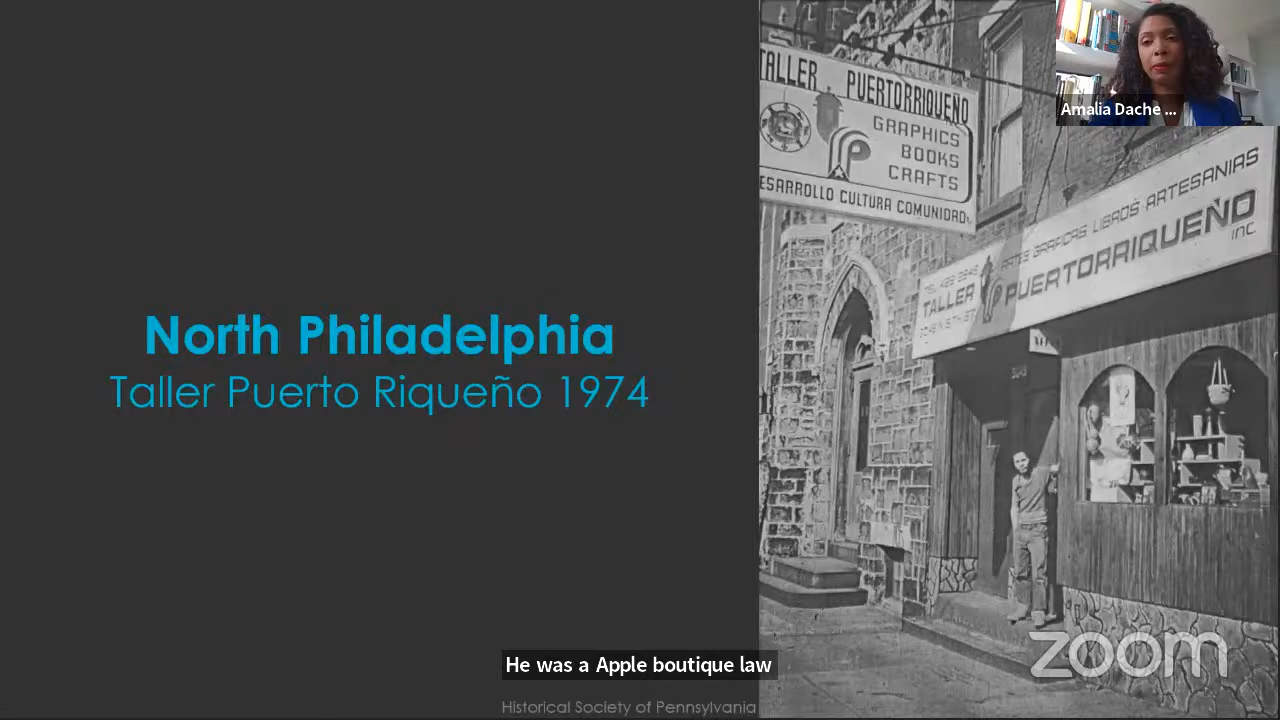 North Philadelphia
Taller Puerto Riqueño 1974
TALLER PUERTORRIQUEÑO
GRAPHICS
BOOKS
CRAFTS
ESARROLLO CULTURA COMUNIDAD
ARTES GRAFICAS LIBROS ARTESANIAS
TALLER PUERTORRIQUEÑO
INC.
Amalia Dache ...
He was a Apple boutique law
Historical Society of Pennsylvania
zoom